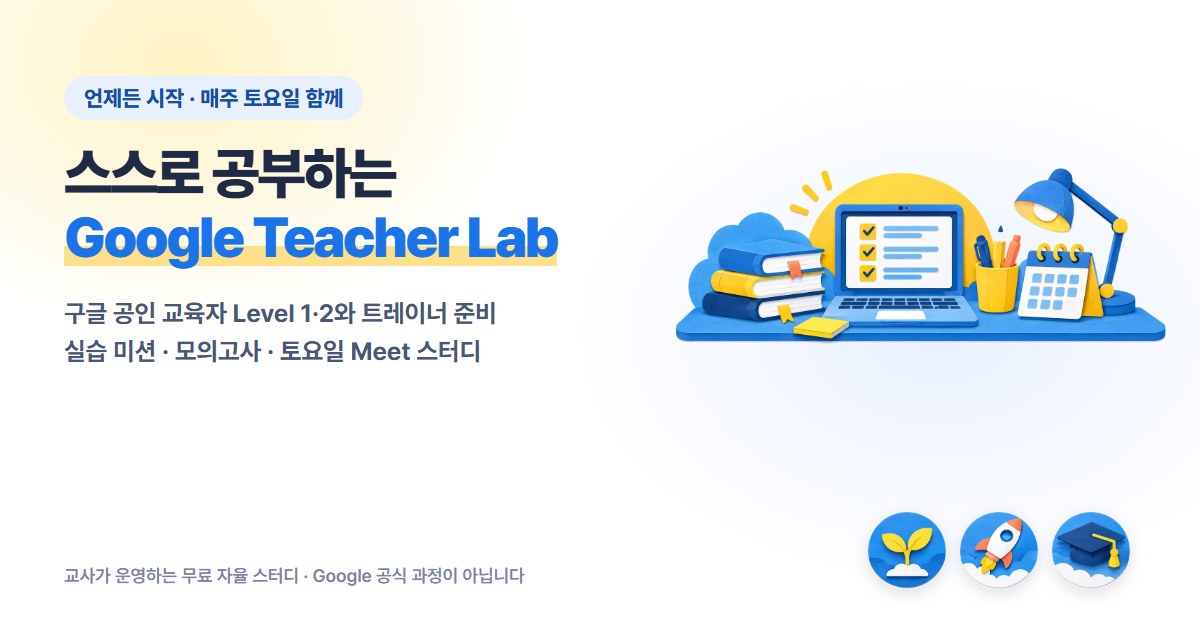 언제든 시작 · 매주 토요일 함께
스스로 공부하는
Google Teacher Lab
구글 공인 교육자 Level 1·2와 트레이너 준비
실습 미션 · 모의고사 · 토요일 Meet 스터디
교사가 운영하는 무료 자율 스터디 · Google 공식 과정이 아닙니다